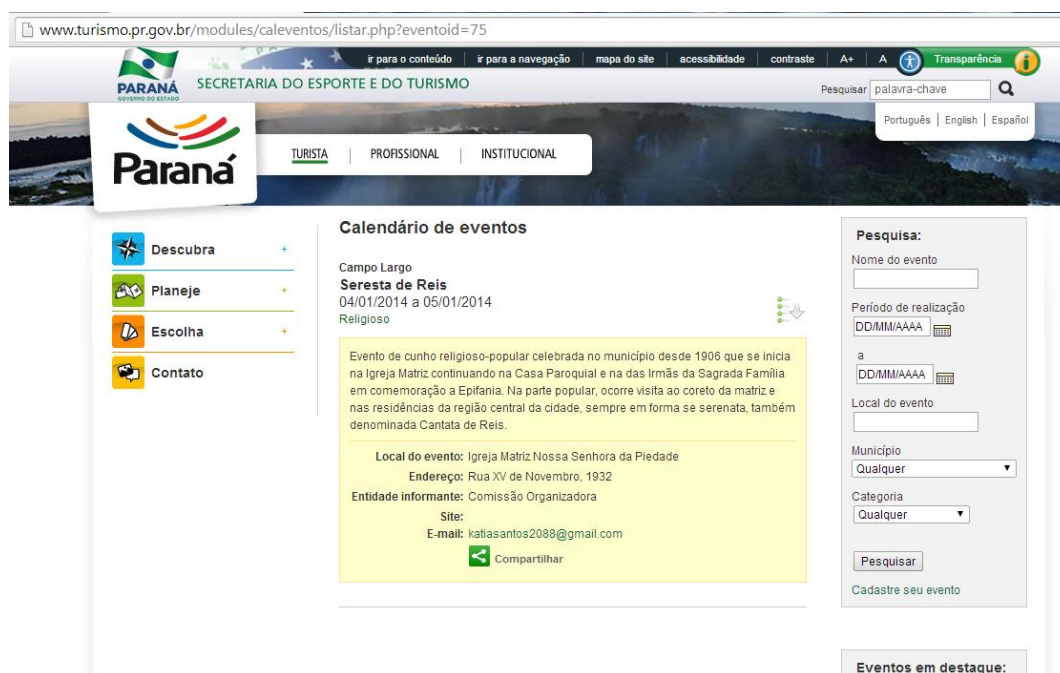 www.turismo.pr.gov.br/modules/caleventos/listar.php?eventoid=75
ir para o conteúdo | ir para a navegação | mapa do site | acessibilidade | contraste | A+ | A Transparência
PARANÁ
GOVERNO DO ESTADO
SECRETARIA DO ESPORTE E DO TURISMO
Pesquisar palavra-chave
Português | English | Español
Paraná
TURISTA | PROFISSIONAL | INSTITUCIONAL
Descubra +
Planeje +
Escolha +
Contato
Calendário de eventos
Campo Largo
Seresta de Reis
04/01/2014 a 05/01/2014
Religioso
Evento de cunho religioso-popular celebrada no município desde 1906 que se inicia
na Igreja Matriz continuando na Casa Paroquial e na das Irmãs da Sagrada Família
em comemoração a Epifania. Na parte popular, ocorre visita ao coreto da matriz e
nas residências da região central da cidade, sempre em forma se serenata, também
denominada Cantata de Reis.
Local do evento: Igreja Matriz Nossa Senhora da Piedade
Endereço: Rua XV de Novembro, 1932
Entidade informante: Comissão Organizadora
Site:
E-mail: katiasantos2088@gmail.com
Compartilhar
Pesquisa:
Nome do evento
Período de realização
DD/MM/AAAA
a
DD/MM/AAAA
Local do evento
Município
Qualquer
Categoria
Qualquer
Pesquisar
Cadastre seu evento
Eventos em destaque: